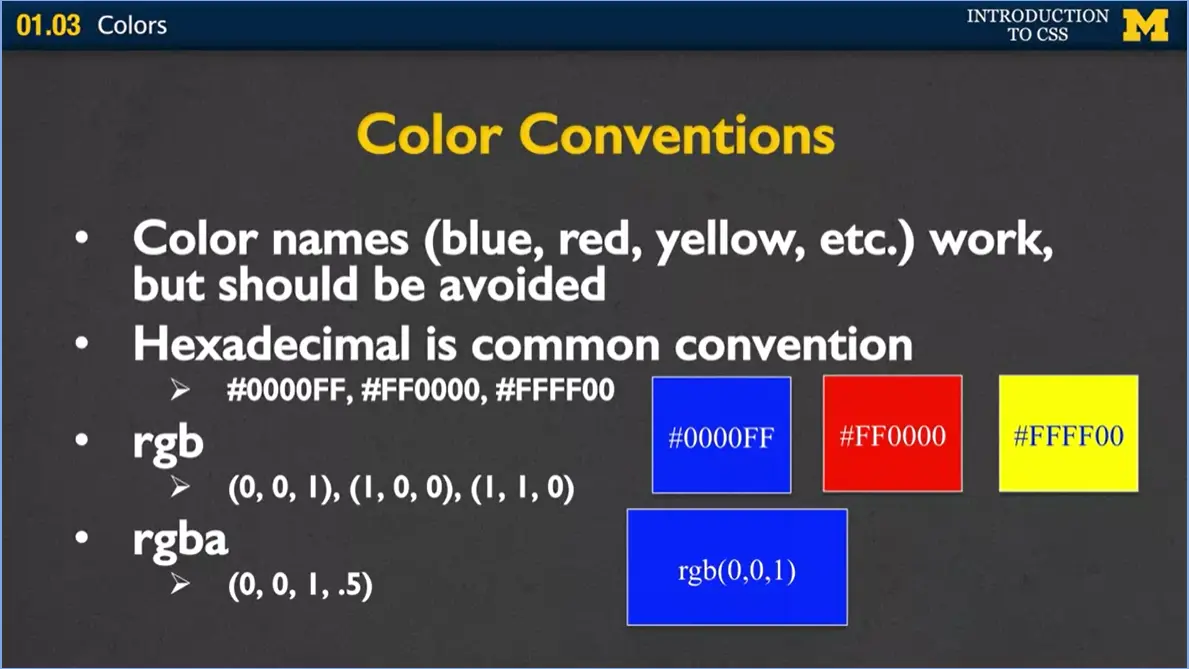 01.03 Colors
INTRODUCTION
TO CSS
M
Color Conventions
• Color names (blue, red, yellow, etc.) work,
but should be avoided
• Hexadecimal is common convention
➢ #0000FF, #FF0000, #FFFF00
#0000FF
#FF0000
#FFFF00
• rgb
➢ (0, 0, 1), (1, 0, 0), (1, 1, 0)
• rgba
➢ (0, 0, 1, .5)
rgb(0,0,1)